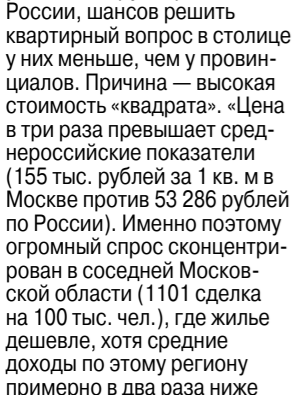 России, шансов решить
квартирный вопрос в столице
у них меньше, чем у провин-
циалов. Причина — высокая
стоимость «квадрата». «Цена
в три раза превышает сред-
нероссийские показатели
(155 тыс. рублей за 1 кв. м в
Москве против 53 286 рублей
по России). Именно поэтому
огромный спрос сконцентри-
рован в соседней Москов-
ской области (1101 сделка
на 100 тыс. чел.), где жилье
дешевле, хотя средние
доходы по этому региону
примерно в два раза ниже